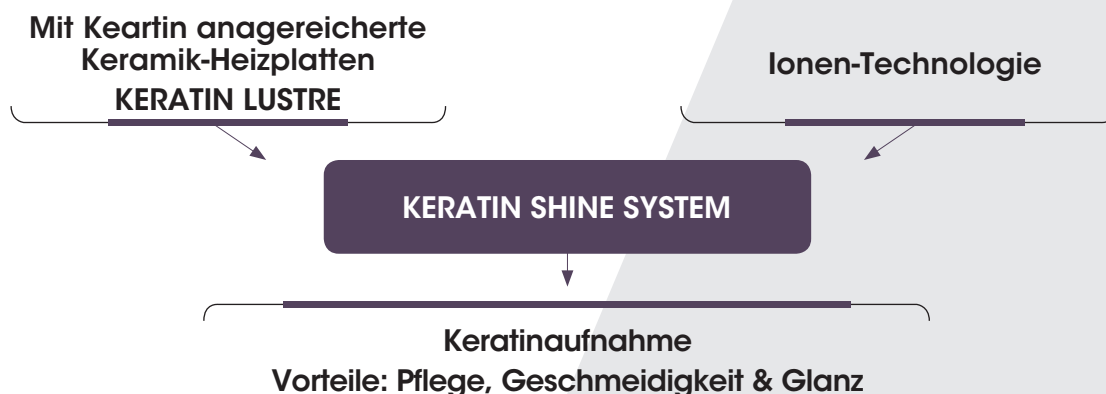 Mit Keartin anagereicherte
Keramik-Heizplatten
KERATIN LUSTRE
Ionen-Technologie
KERATIN SHINE SYSTEM
Keratinaufnahme
Vorteile: Pflege, Geschmeidigkeit & Glanz